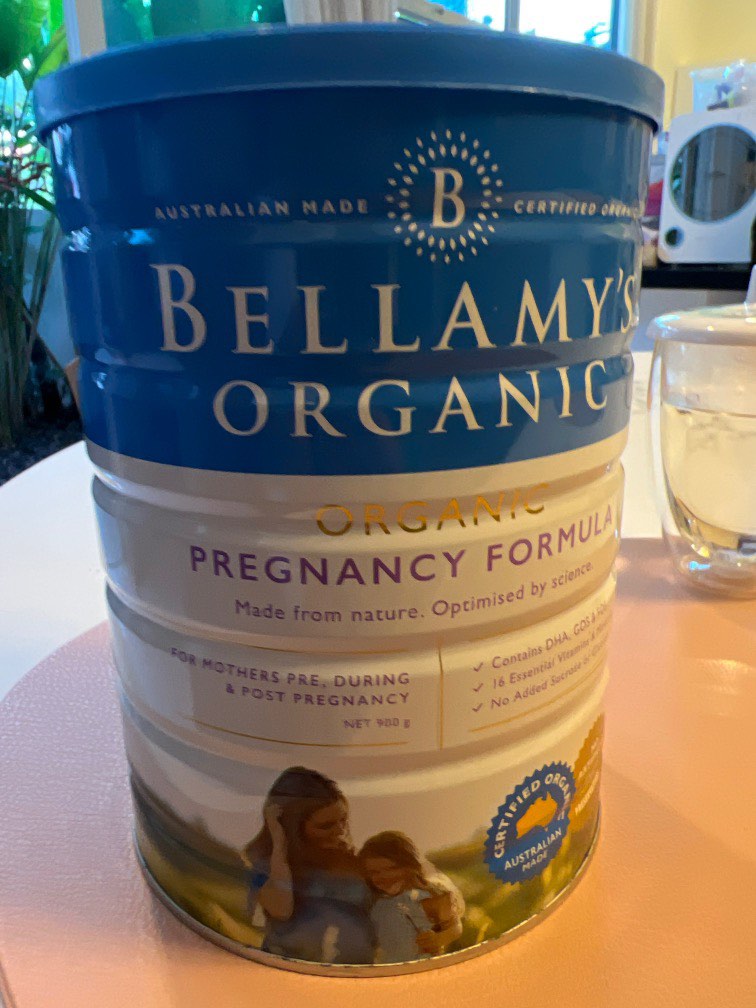 AUSTRALIAN MADE B CERTIFIED
BELLAMY'S
ORGANIC
ORGANIC
PREGNANCY FORMULA
Made from nature. Optimised by science.
FOR MOTHERS PRE, DURING
& POST PREGNANCY
NET 900 g
✓ Contains DHA, GOS &
✓ 16 Essential Vitamins &
✓ No Added Sucrose or
CERTIFIED ORGANIC
AUSTRALIAN
MADE